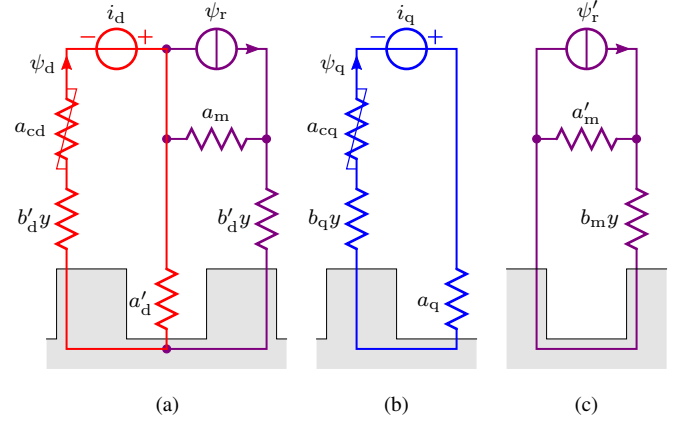 i_d
ψ_r
i_q
ψ′_r
− +
− +
ψ_d
ψ_q
a_cd
a_m
a_cq
a′_m
b′_d y
b′_d y
b_q y
b_m y
a′_d
a_q
(a)
(b)
(c)